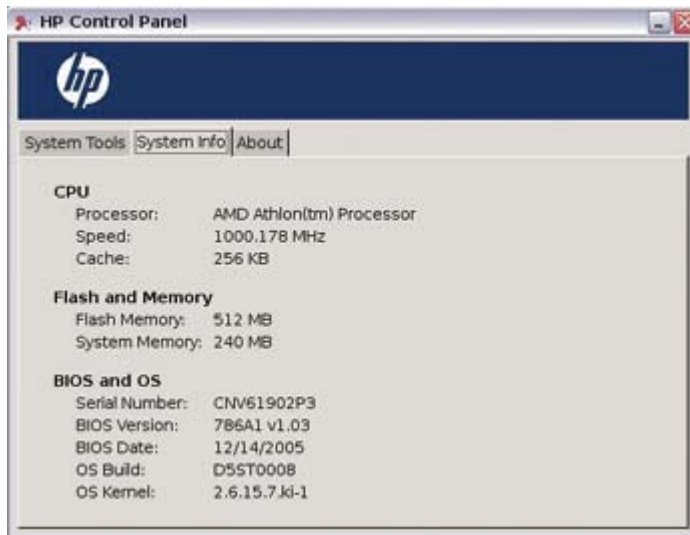 HP Control Panel
hp
System Tools System Info About
CPU
Processor: AMD Athlon(tm) Processor
Speed: 1000.178 MHz
Cache: 256 KB
Flash and Memory
Flash Memory: 512 MB
System Memory: 240 MB
BIOS and OS
Serial Number: CNV61902P3
BIOS Version: 786A1 v1.03
BIOS Date: 12/14/2005
OS Build: D5ST0008
OS Kernel: 2.6.15.7.ki-1